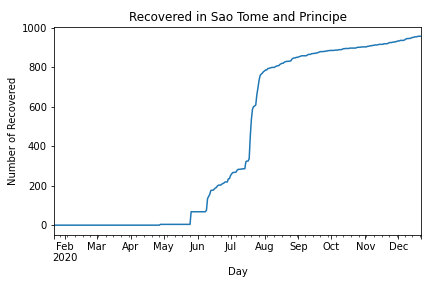 Recovered in Sao Tome and Principe
Number of Recovered
1000
800
600
400
200
0
Feb Mar Apr May Jun Jul Aug Sep Oct Nov Dec
2020
Day